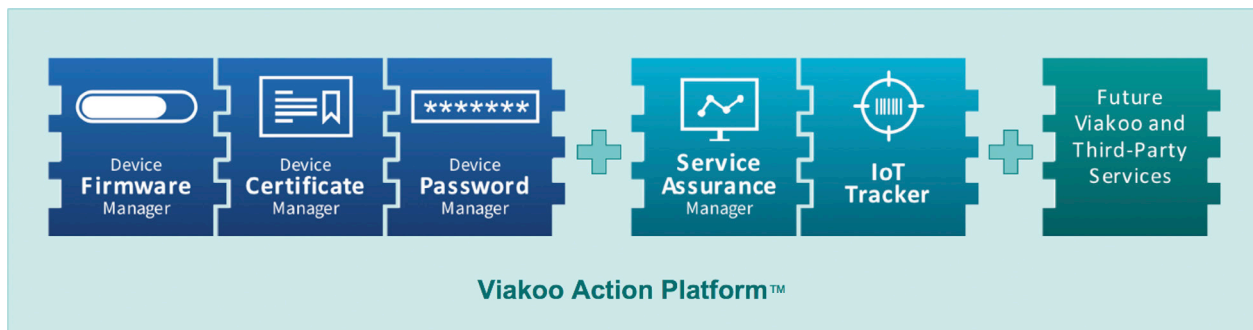 Device
Firmware
Manager
Device
Certificate
Manager
*******
Device
Password
Manager
Service
Assurance
Manager
IoT
Tracker
Future
Viakoo and
Third-Party
Services
Viakoo Action Platform™